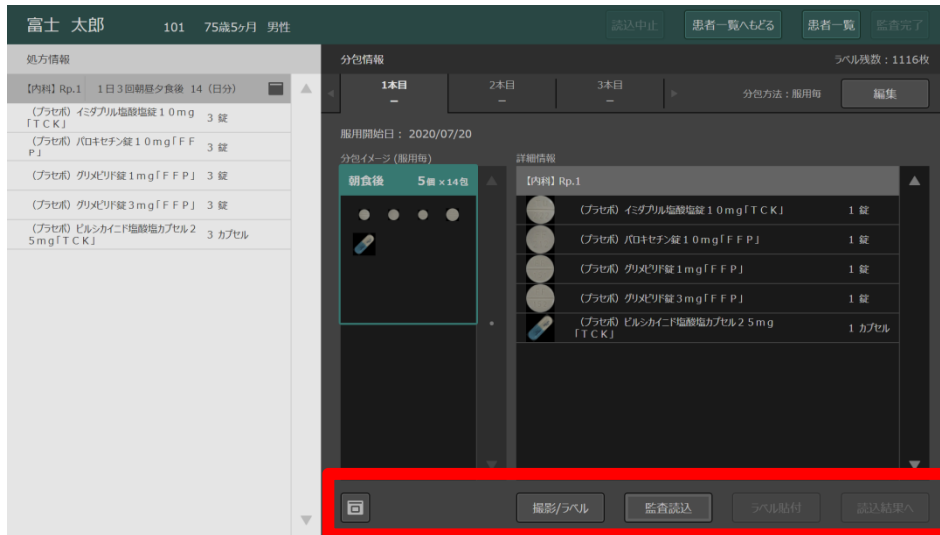 富士 太郎 101 75歳5ヶ月 男性
読込中止 患者一覧へもどる 患者一覧 監査完了
処方情報
【内科】Rp.1 1日3回朝昼夕食後 14 (日分)
(プラセボ) イミダプリル塩酸塩錠10mg
「TCK」 3 錠
(プラセボ) パロキセチン錠10mg「FF
P」 3 錠
(プラセボ) グリメピリド錠1mg「FFP」 3 錠
(プラセボ) グリメピリド錠3mg「FFP」 3 錠
(プラセボ) ピルシカイニド塩酸塩カプセル2
5mg「TCK」 3 カプセル
分包情報 ラベル残数：1116枚
1本目 2本目 3本目
– – –
分包方法：服用毎 編集
服用開始日： 2020/07/20
分包イメージ (服用毎)
朝食後 5個×14包
詳細情報
【内科】Rp.1
(プラセボ) イミダプリル塩酸塩錠10mg「TCK」 1 錠
(プラセボ) パロキセチン錠10mg「FFP」 1 錠
(プラセボ) グリメピリド錠1mg「FFP」 1 錠
(プラセボ) グリメピリド錠3mg「FFP」 1 錠
(プラセボ) ピルシカイニド塩酸塩カプセル25mg
「TCK」 1 カプセル
撮影/ラベル 監査読込 ラベル貼付 読込結果へ